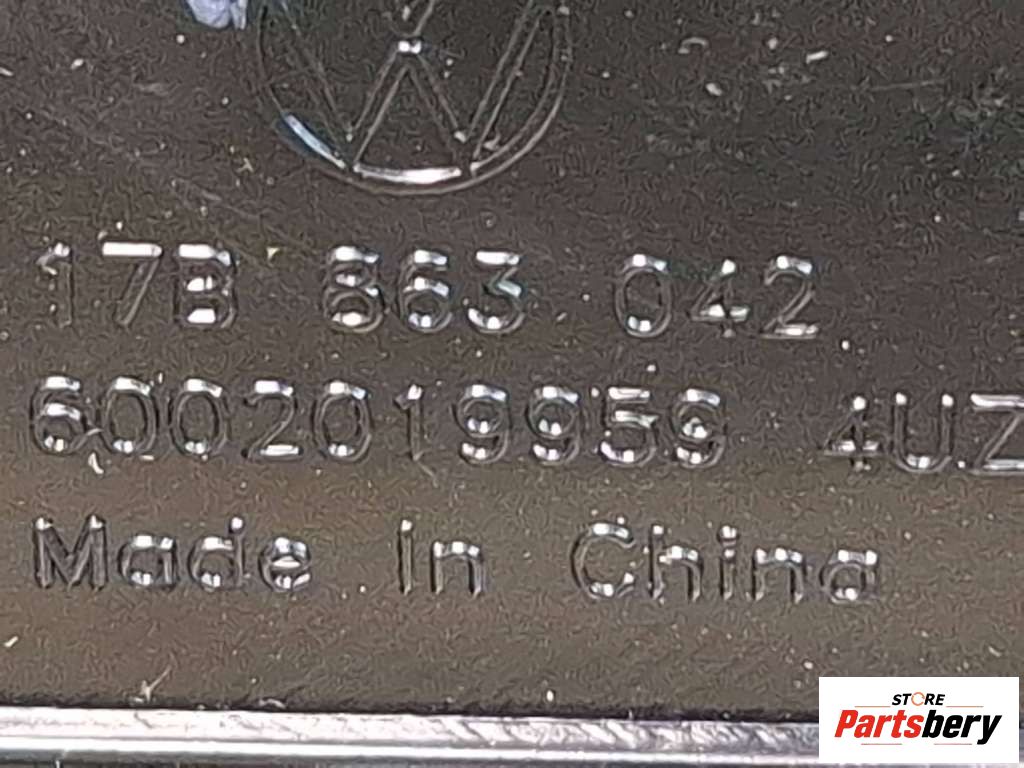 17B 863 042
6002019959 4UZ
Made In China
STORE
Partsbery